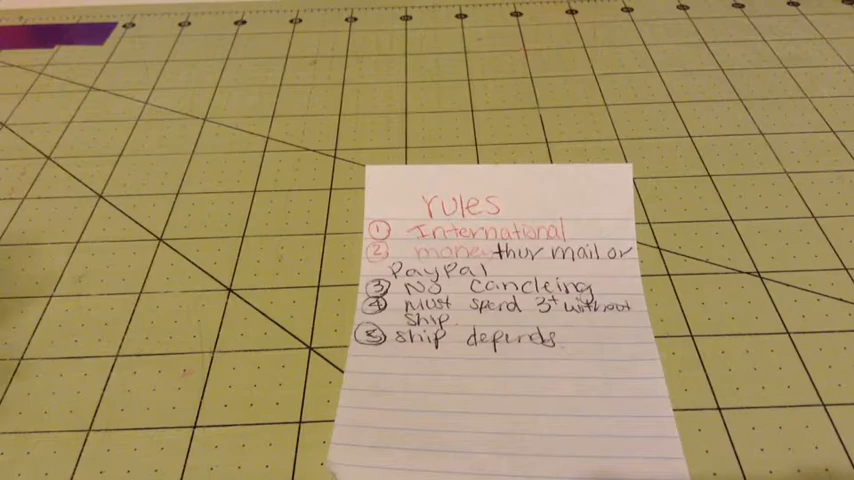 rules
① International
② money thur mail or
PayPal
③ No cancleing
④ Must spend 3+ without
ship
⑤ ship depends